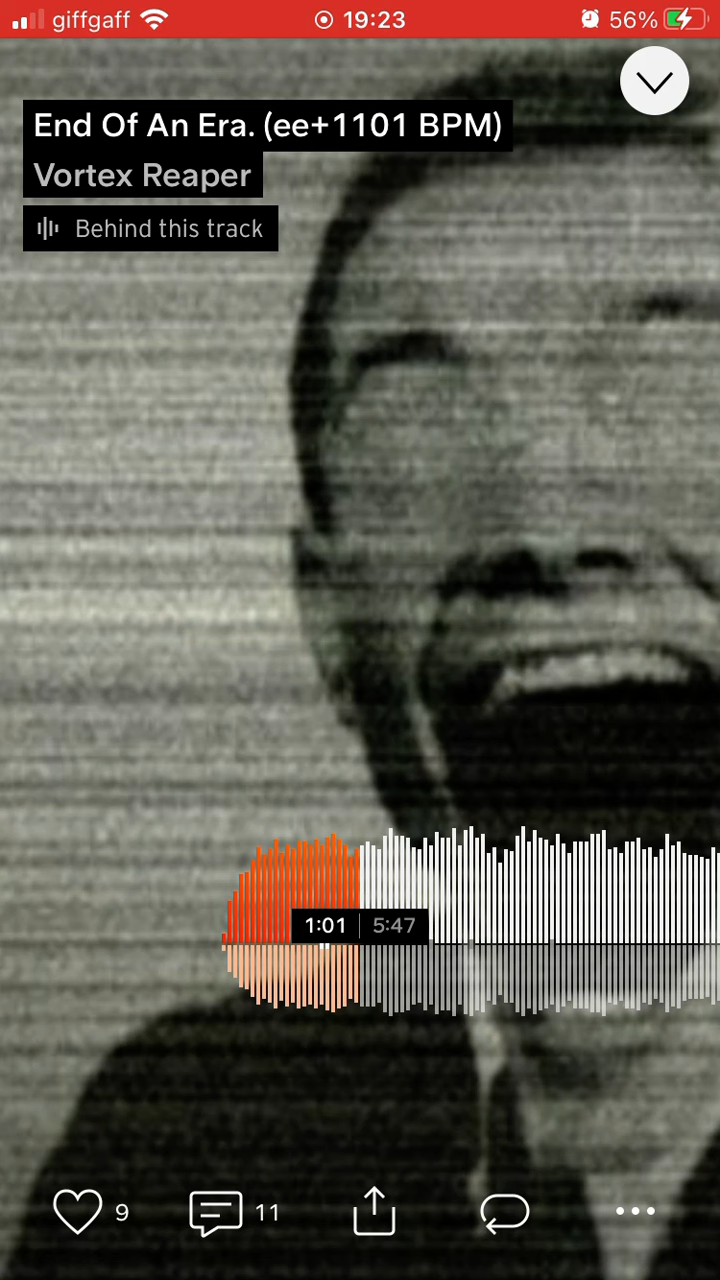 giffgaff 19:23 56%
End Of An Era. (ee+1101 BPM)
Vortex Reaper
Behind this track
1:01 5:47
9 11